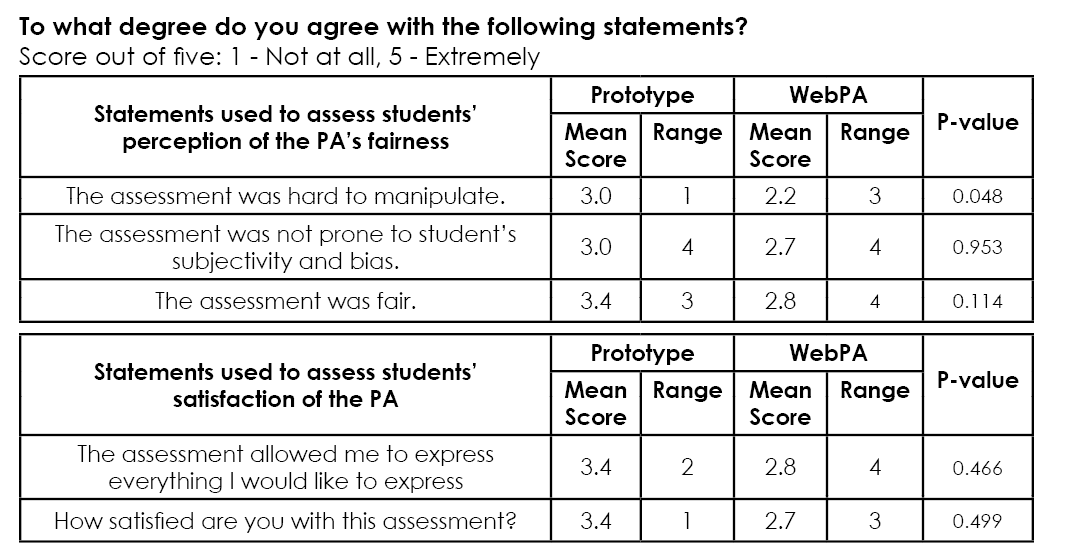 To what degree do you agree with the following statements?
Score out of five: 1 - Not at all, 5 - Extremely
Statements used to assess students'
perception of the PA's fairness
Prototype
WebPA
P-value
Mean
Score
Range
Mean
Score
Range
The assessment was hard to manipulate.
3.0
1
2.2
3
0.048
The assessment was not prone to student's
subjectivity and bias.
3.0
4
2.7
4
0.953
The assessment was fair.
3.4
3
2.8
4
0.114
Statements used to assess students'
satisfaction of the PA
Prototype
WebPA
P-value
Mean
Score
Range
Mean
Score
Range
The assessment allowed me to express
everything I would like to express
3.4
2
2.8
4
0.466
How satisfied are you with this assessment?
3.4
1
2.7
3
0.499